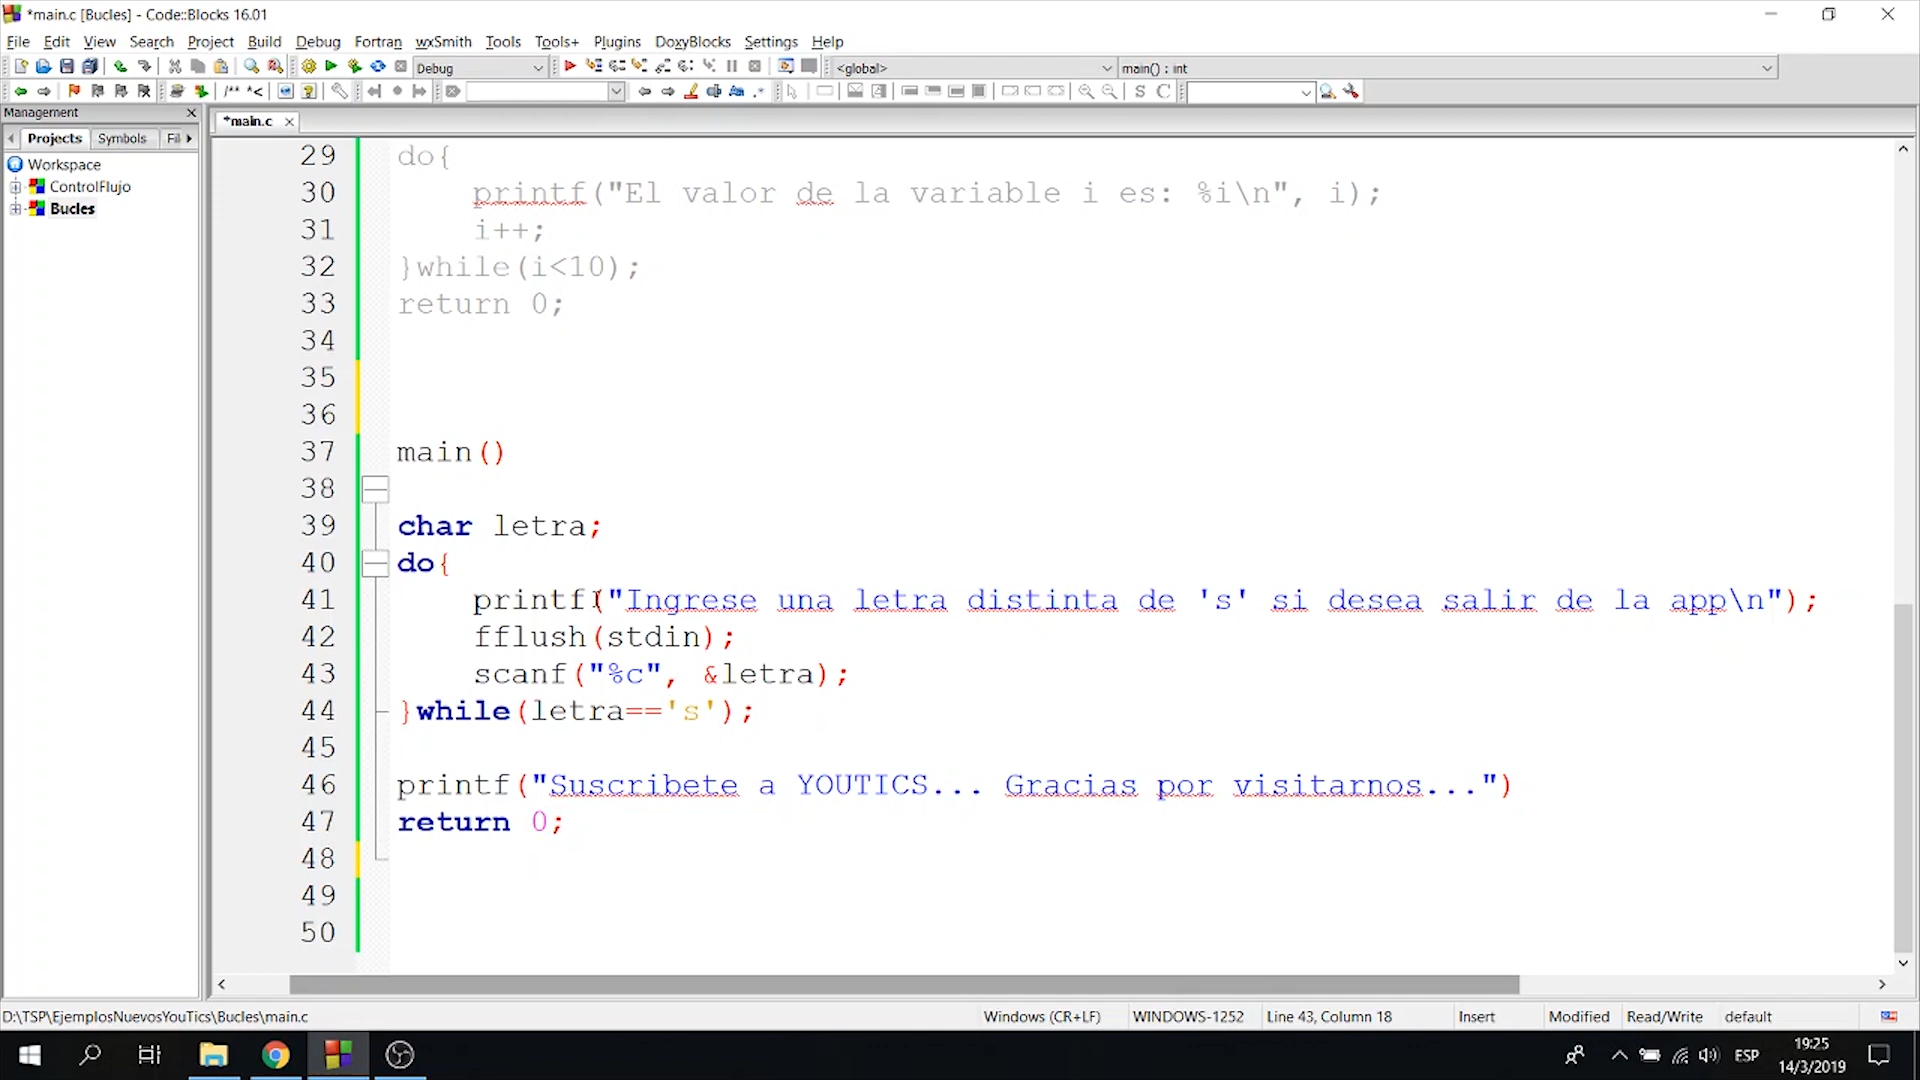 *main.c [Bucles] - Code::Blocks 16.01
File Edit View Search Project Build Debug Fortran wxSmith Tools Tools+ Plugins DoxyBlocks Settings Help
Debug <global> main() : int
/** *< .* S C
Management
*main.c
Projects Symbols Fil
Workspace
ControlFlujo
Bucles
29 do{
30 printf("El valor de la variable i es: %i\n", i);
31 i++;
32 }while(i<10);
33 return 0;
34
35
36
37 main()
38
39 char letra;
40 do{
41 printf("Ingrese una letra distinta de 's' si desea salir de la app\n");
42 fflush(stdin);
43 scanf("%c", &letra);
44 }while(letra=='s');
45
46 printf("Suscribete a YOUTICS... Gracias por visitarnos...")
47 return 0;
48
49
50
D:\TSP\EjemplosNuevosYouTics\Bucles\main.c Windows (CR+LF) WINDOWS-1252 Line 43, Column 18 Insert Modified Read/Write default
ESP 19:25
14/3/2019